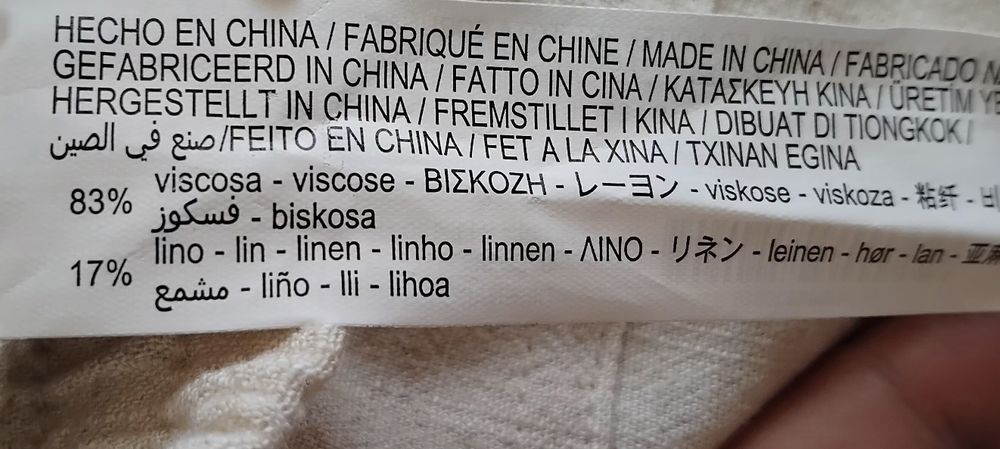 HECHO EN CHINA / FABRIQUÉ EN CHINE / MADE IN CHINA / FABRICADO
GEFABRICEERD IN CHINA / FATTO IN CINA / ΚΑΤΑΣΚΕΥΗ ΚΙΝΑ / ÜRETİM
HERGESTELLT IN CHINA / FREMSTILLET I KINA / DIBUAT DI TIONGKOK /
صنع في الصين /FEITO EN CHINA / FET A LA XINA / TXINAN EGINA
83% viscosa - viscose - ΒΙΣΚΟΖΗ - レーヨン - viskose - viskoza - 粘纤 -
فسكوز - biskosa
17% lino - lin - linen - linho - linnen - ΛΙΝΟ - リネン - leinen - hør - lan - 亚麻
مشمع - liño - lli - lihoa